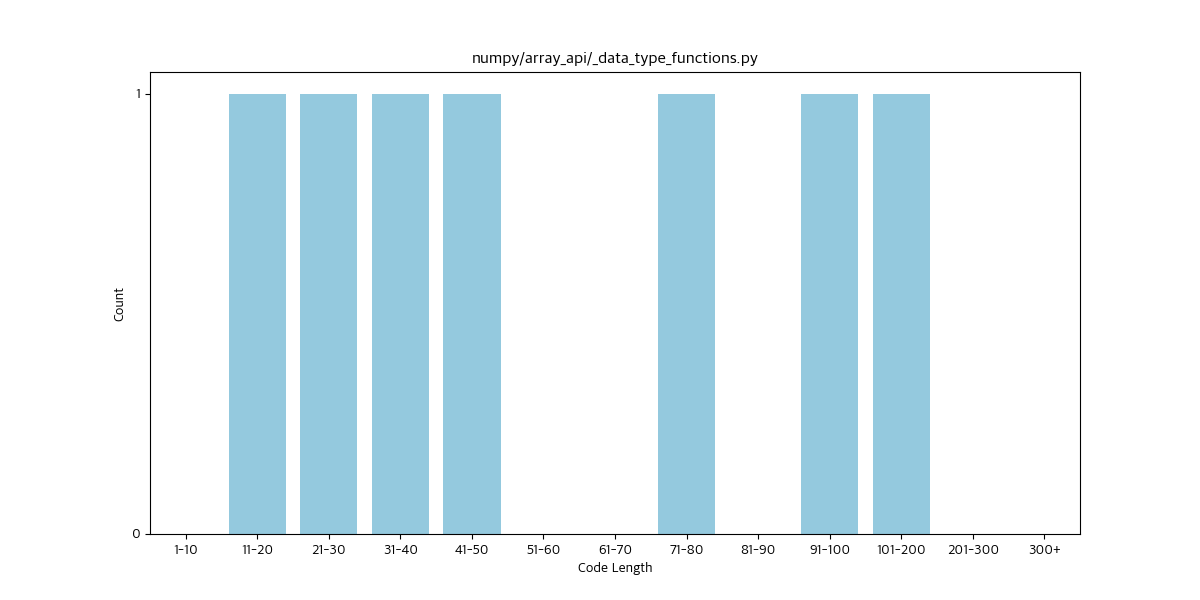 numpy/array_api/_data_type_functions.py
1
Count
0
1-10 11-20 21-30 31-40 41-50 51-60 61-70 71-80 81-90 91-100 101-200 201-300 300+
Code Length